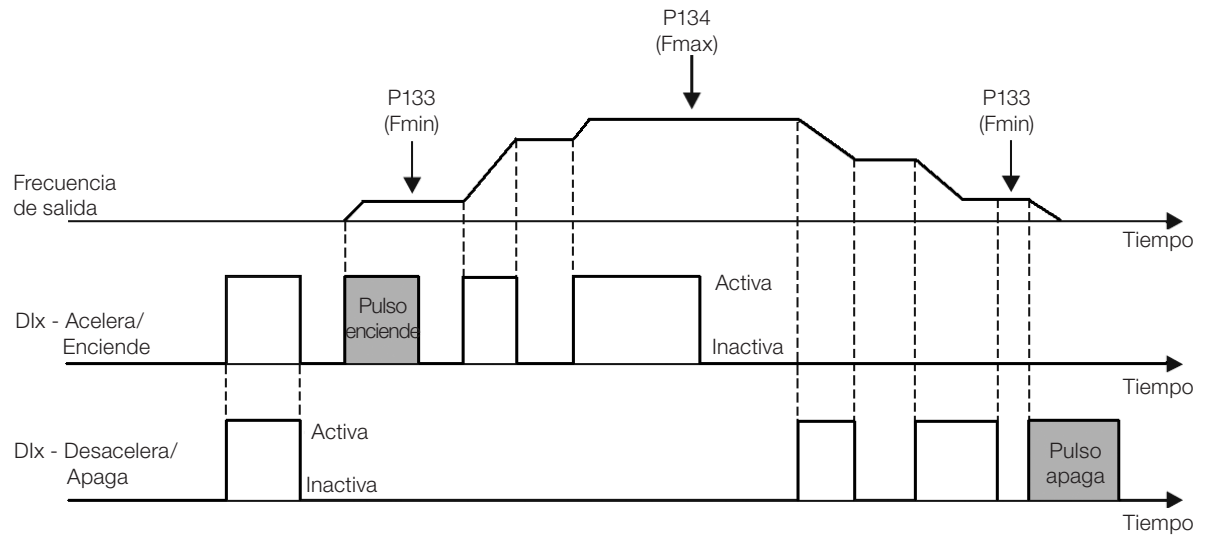 P134
(Fmax)
P133
(Fmin)
P133
(Fmin)
Frecuencia
de salida
Tiempo
Activa
Pulso
enciende
DIx - Acelera/
Enciende
Inactiva
Tiempo
Activa
DIx - Desacelera/
Apaga
Inactiva
Pulso
apaga
Tiempo